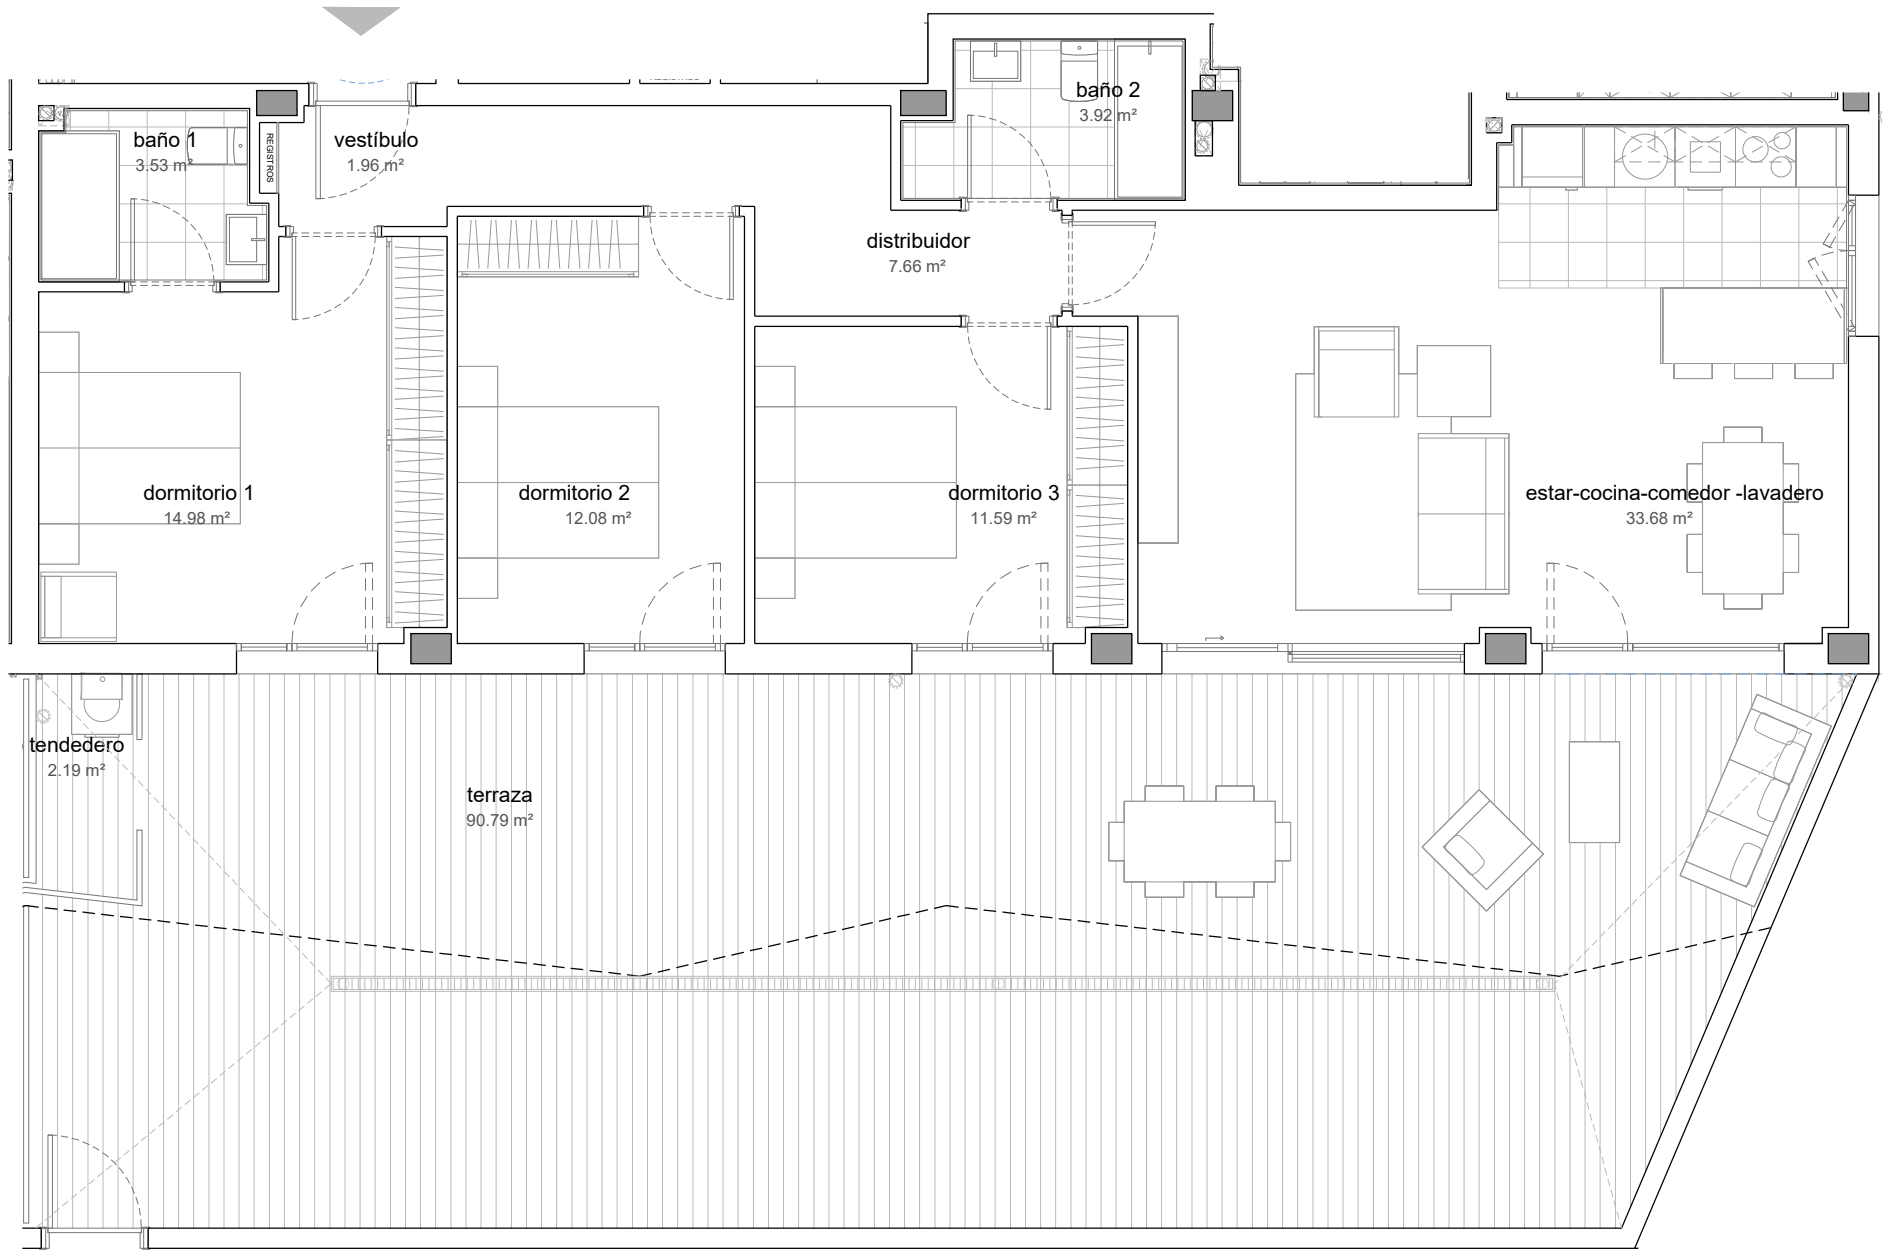 baño 2
3.92 m²
baño 1
3.53 m²
REGISTROS
vestíbulo
1.96 m²
distribuidor
7.66 m²
dormitorio 1
14.98 m²
dormitorio 2
12.08 m²
dormitorio 3
11.59 m²
estar-cocina-comedor -lavadero
33.68 m²
tendedero
2.19 m²
terraza
90.79 m²